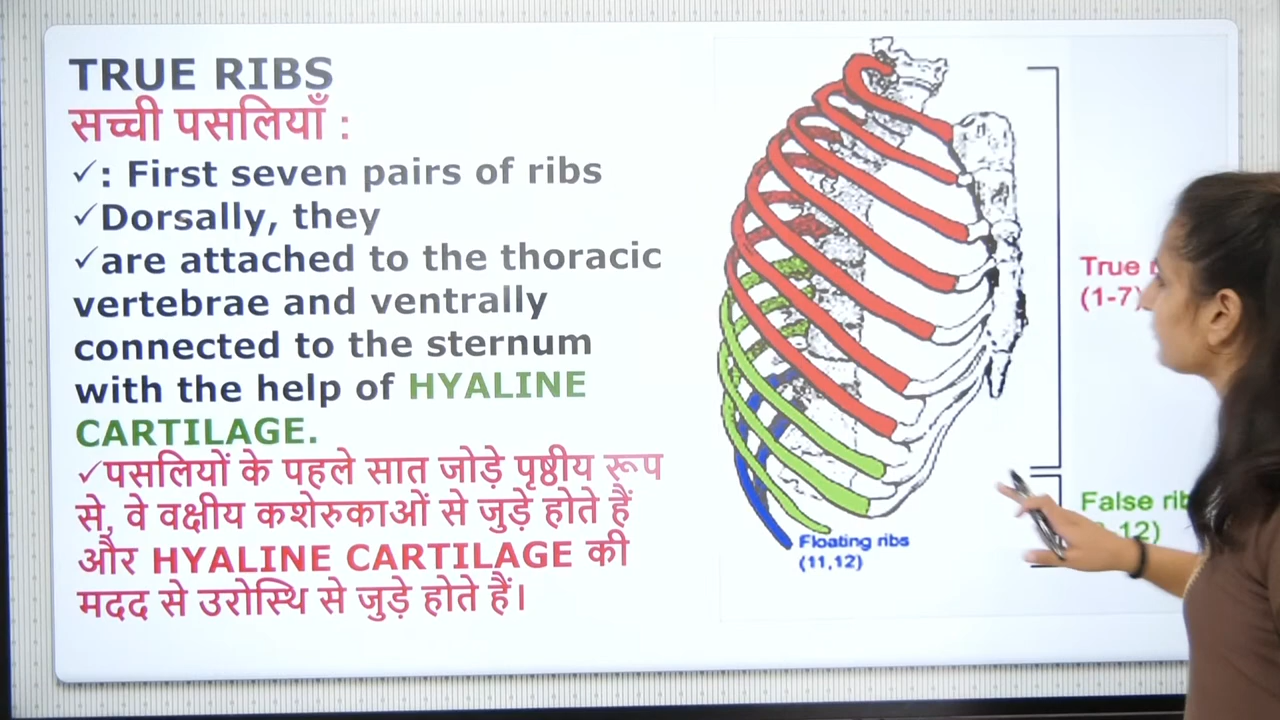 TRUE RIBS
सच्ची पसलियाँ :
✓: First seven pairs of ribs
✓Dorsally, they
✓are attached to the thoracic
vertebrae and ventrally
connected to the sternum
with the help of HYALINE
CARTILAGE.
✓पसलियों के पहले सात जोड़े पृष्ठीय रूप
से, वे वक्षीय कशेरुकाओं से जुड़े होते हैं
और HYALINE CARTILAGE की
मदद से उरोस्थि से जुड़े होते हैं।
True
(1-7)
False
Floating ribs
(11,12)